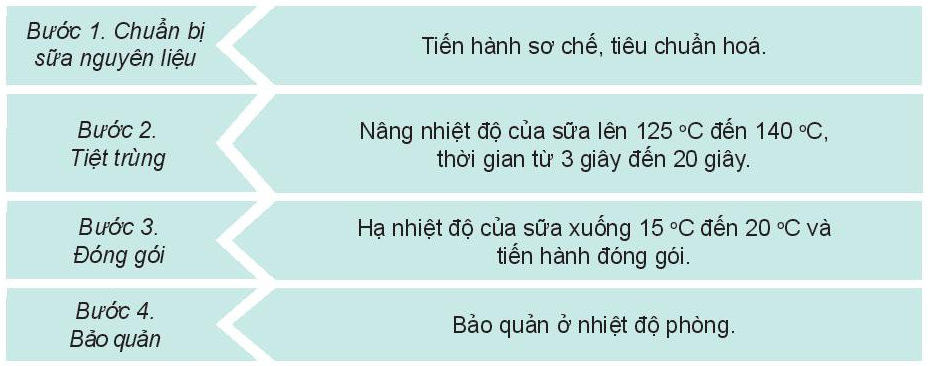 Bước 1. Chuẩn bị
sữa nguyên liệu
Tiến hành sơ chế, tiêu chuẩn hoá.
Bước 2.
Tiệt trùng
Nâng nhiệt độ của sữa lên 125 °C đến 140 °C,
thời gian từ 3 giây đến 20 giây.
Bước 3.
Đóng gói
Hạ nhiệt độ của sữa xuống 15 °C đến 20 °C và
tiến hành đóng gói.
Bước 4.
Bảo quản
Bảo quản ở nhiệt độ phòng.